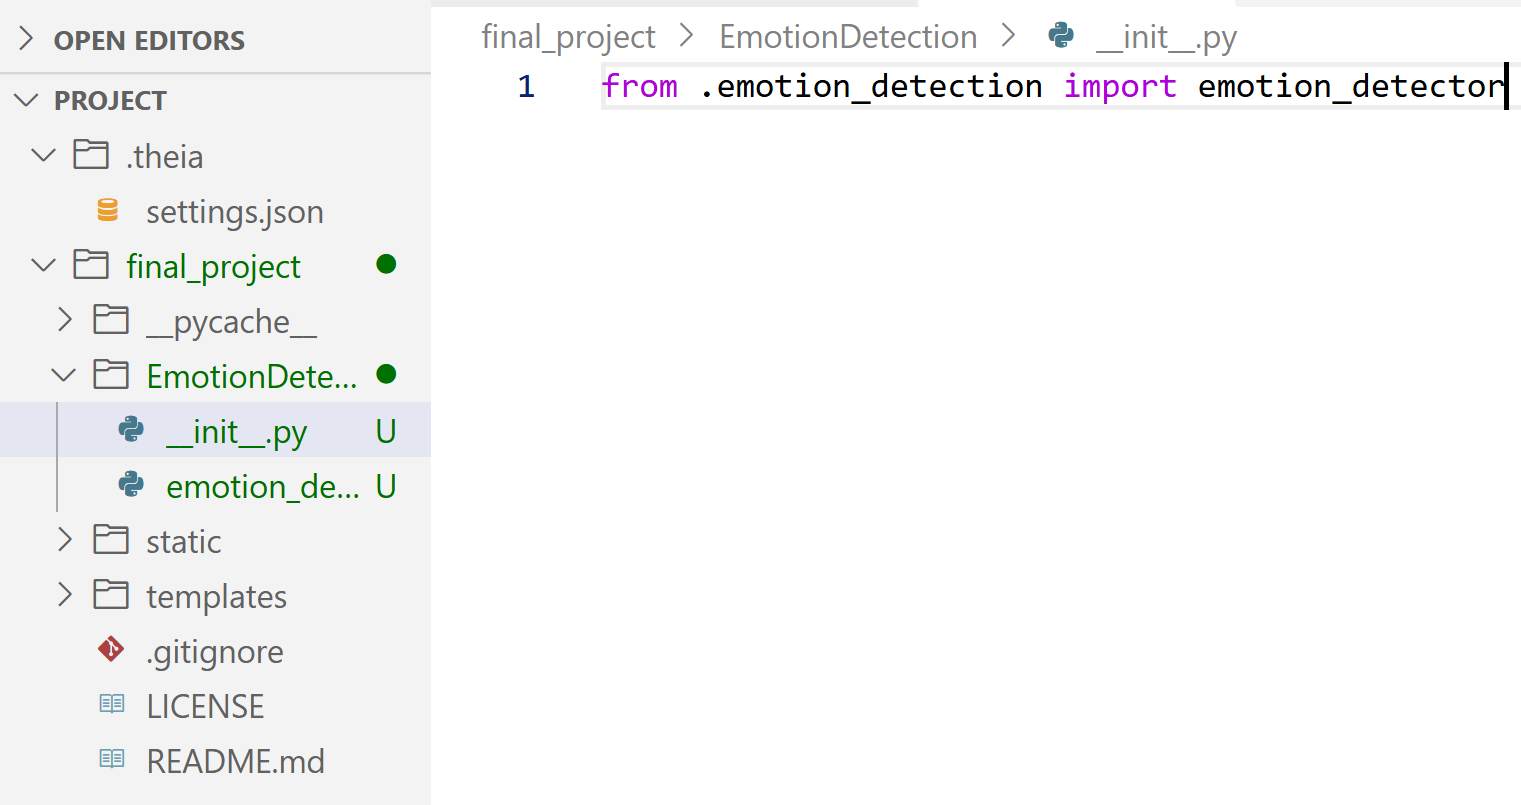 OPEN EDITORS
PROJECT
.theia
settings.json
final_project
__pycache__
EmotionDete...
__init__.py U
emotion_de... U
static
templates
.gitignore
LICENSE
README.md
final_project > EmotionDetection > __init__.py
1 from .emotion_detection import emotion_detector